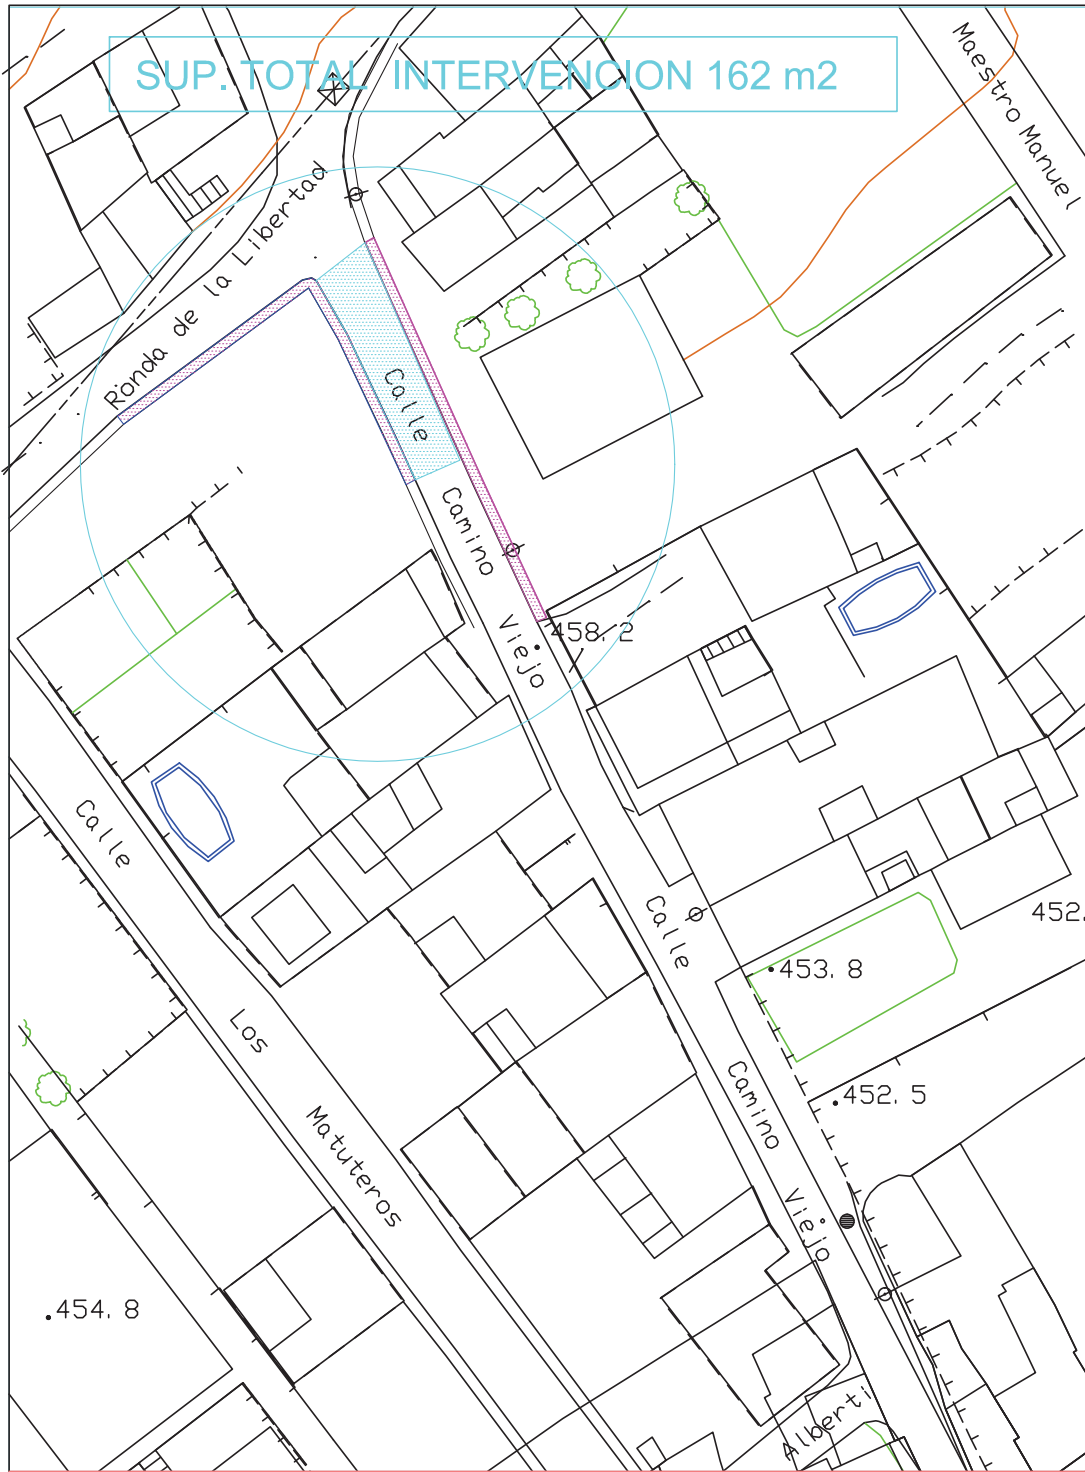 SUP. TOTAL INTERVENCION 162 m2
Maestro Manuel
Ronda de la Libertad
Calle
Camino
Viejo
458.2
Calle
Los
Matuteros
Calle
Camino
Viejo
452.
453.8
452.5
454.8
Alberti